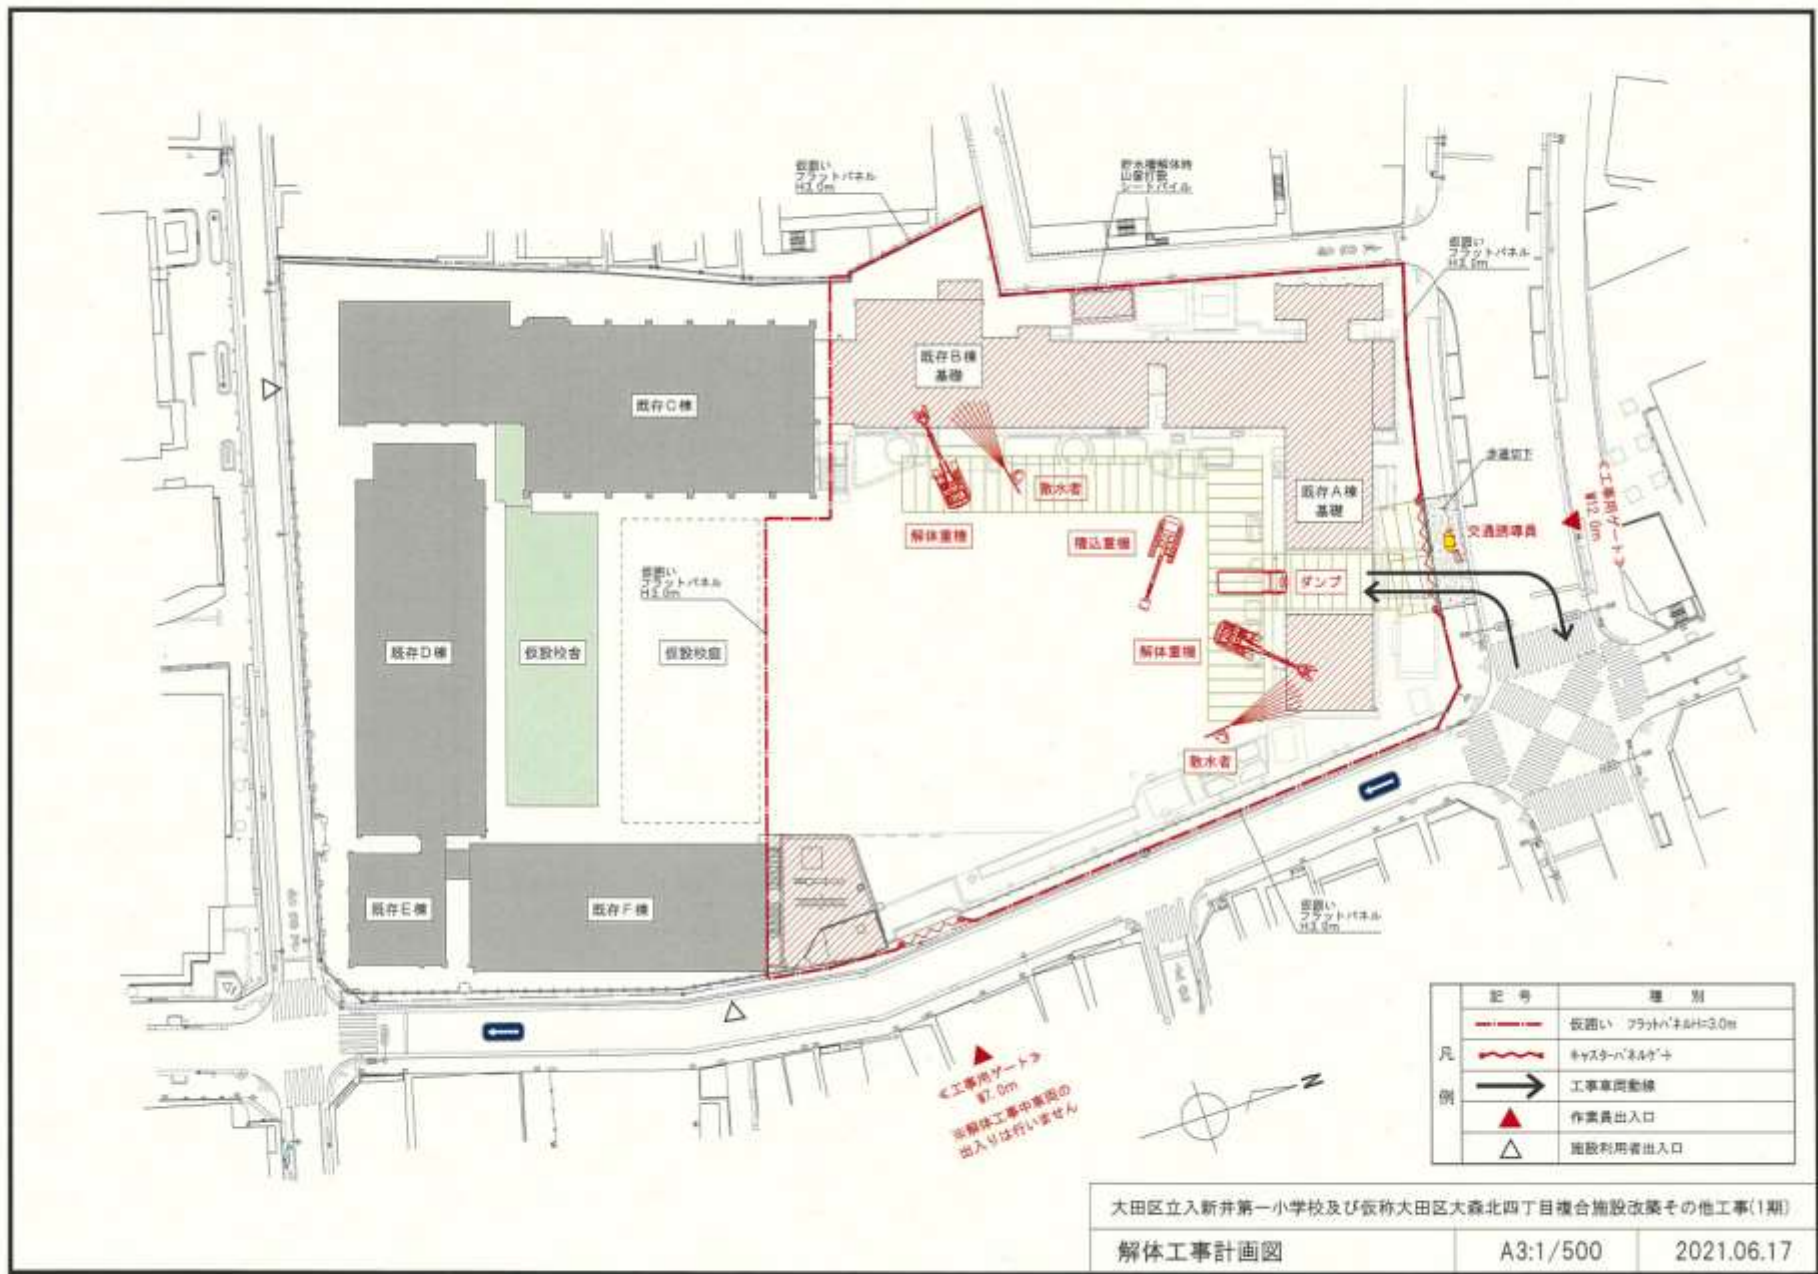 仮囲い
フラットパネル
H3.0m
貯水槽解体時
山留打設
シートパイル
仮囲い
フラットパネル
H3.0m
既存B棟
基礎
既存C棟
歩道切下
散水者
既存A棟
基礎
≪工事用ゲート≫
W12.0m
交通誘導員
解体重機
積込重機
ダンプ
仮囲い
フラットパネル
H3.0m
既存D棟
仮設校舎
仮設校庭
解体重機
散水者
既存E棟
既存F棟
仮囲い
フラットパネル
H3.0m
≪工事用ゲート≫
W7.0m
※解体工事中車両の
出入りは行いません
N
凡例
記号 種別
仮囲い フラットパネルH=3.0m
キャスターパネルゲート
工事車両動線
作業員出入口
施設利用者出入口
大田区立入新井第一小学校及び仮称大田区大森北四丁目複合施設改築その他工事(1期)
解体工事計画図 A3:1/500 2021.06.17